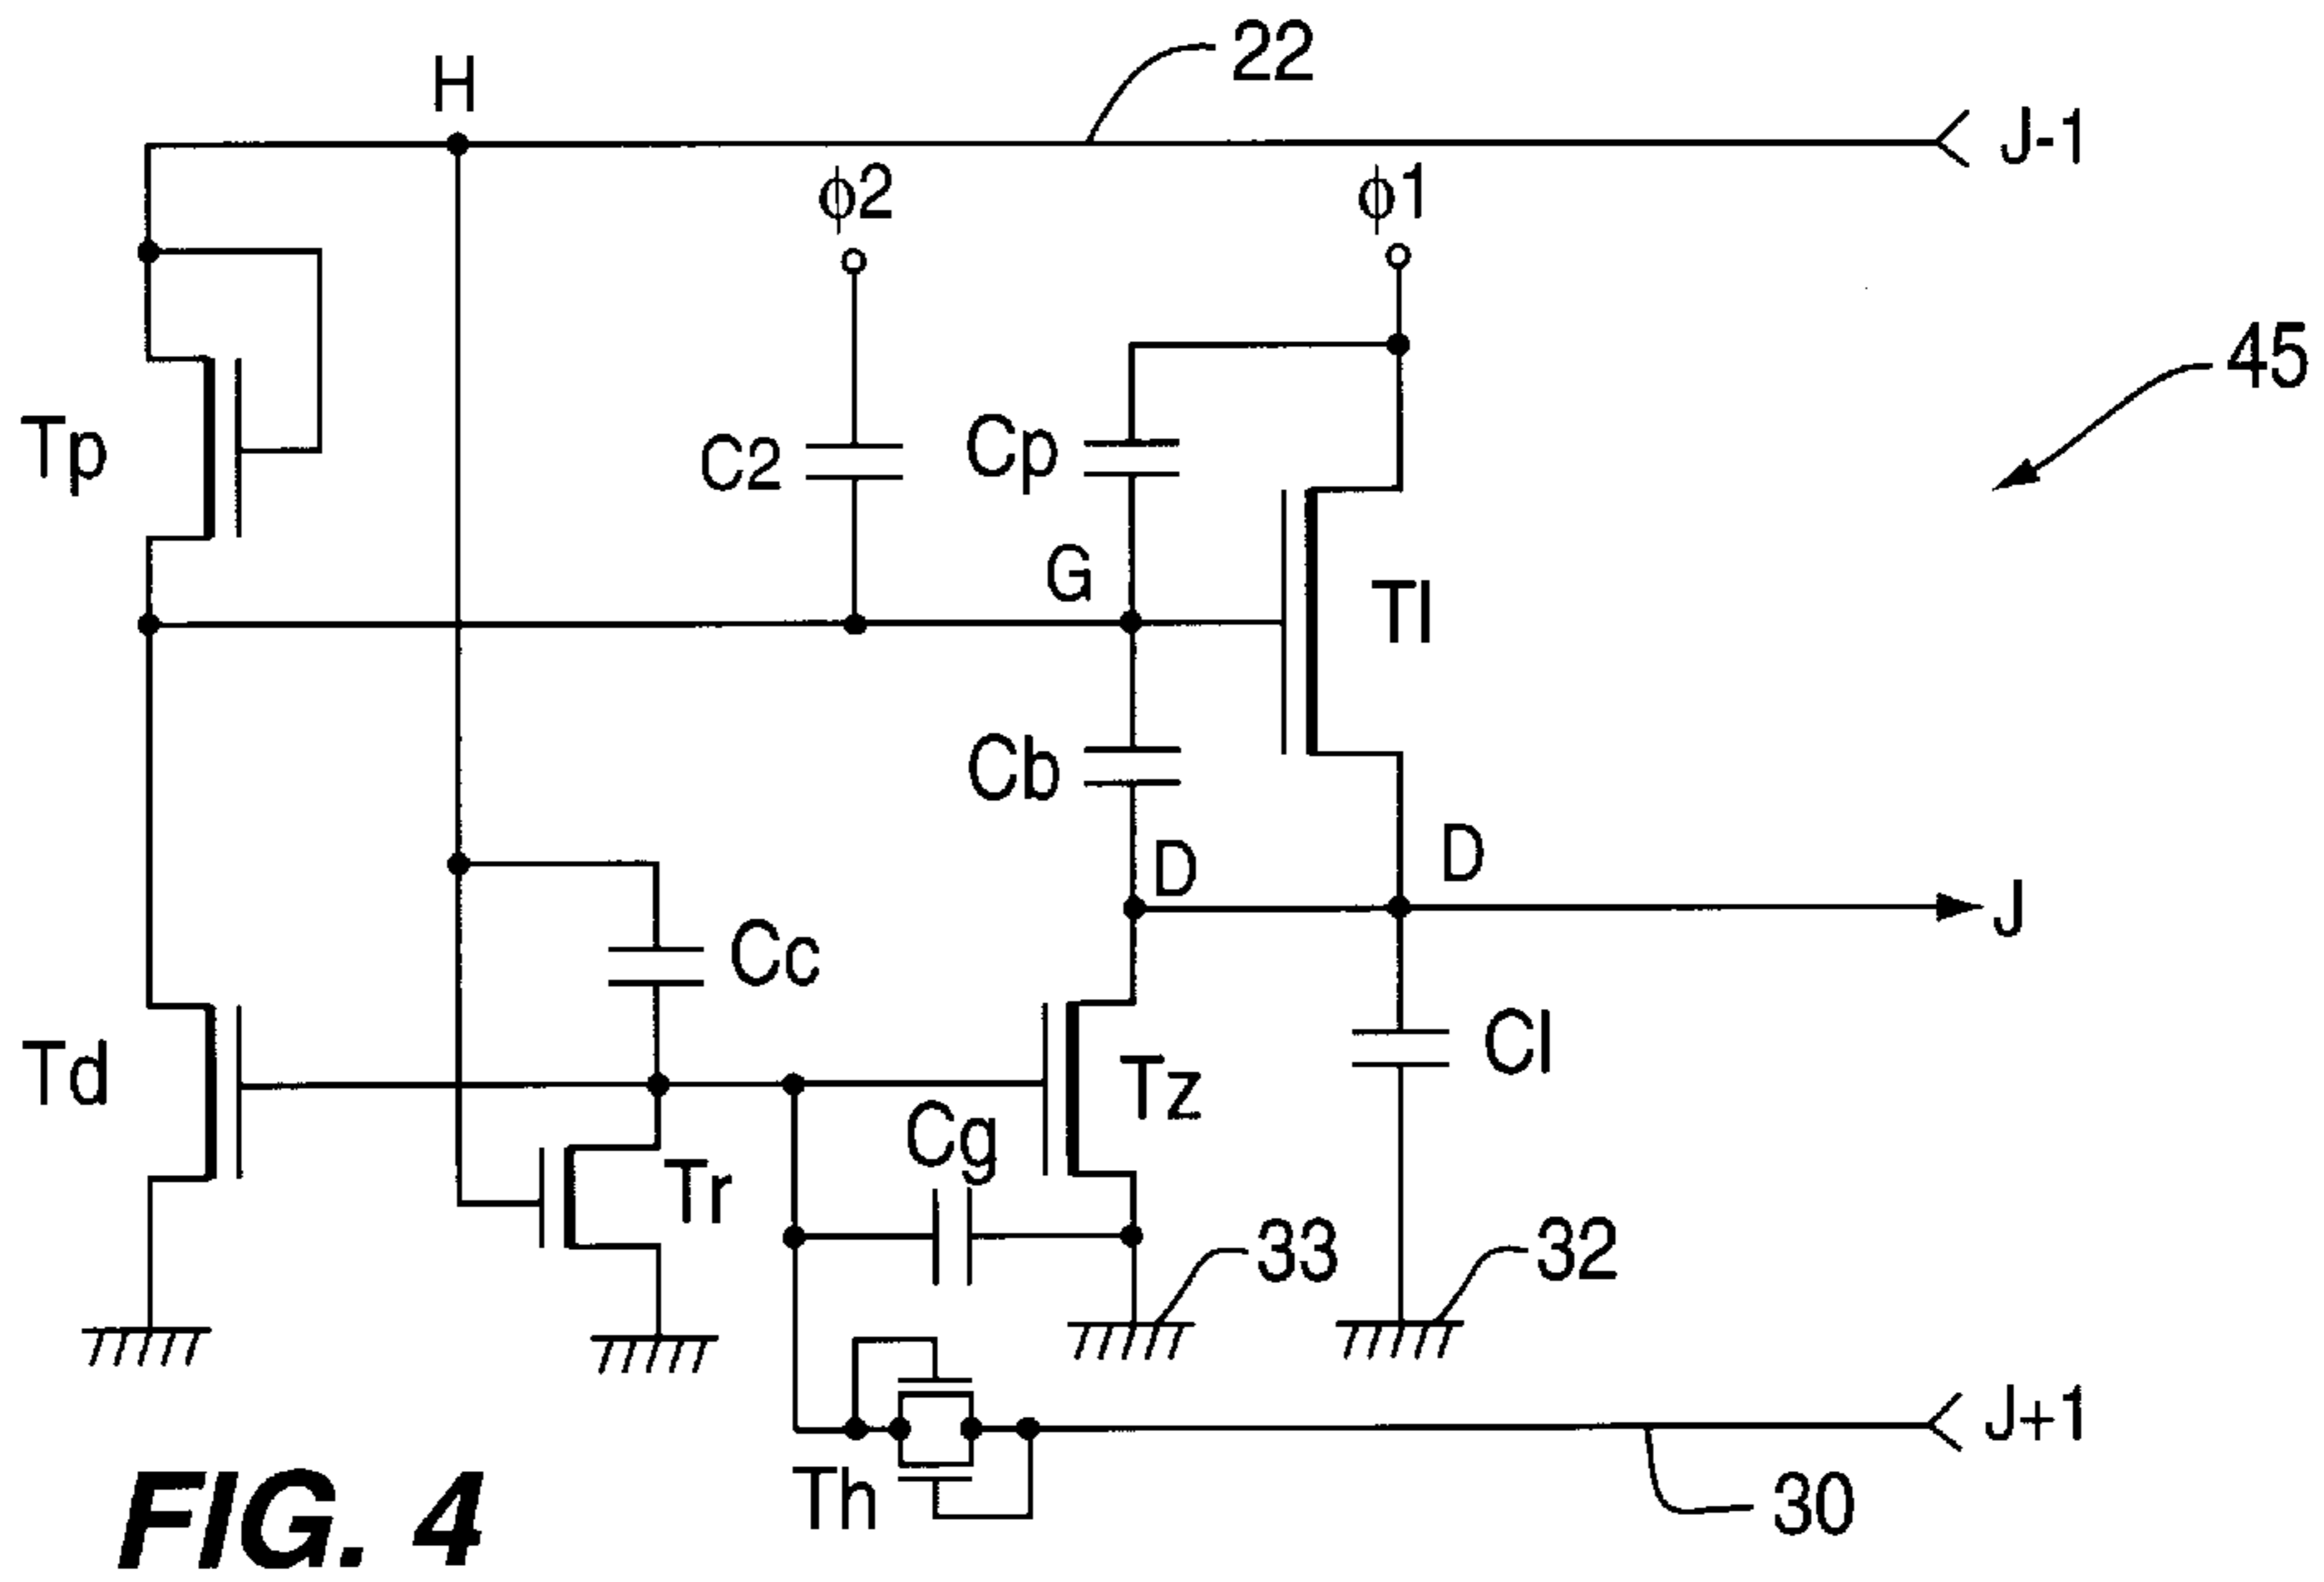 22
H
J-1
ϕ2
ϕ1
45
Tp
C2
Cp
G
Tl
Cb
D
D
J
Cc
Cl
Td
Tz
Cg
Tr
33
32
J+1
Th
30
FIG. 4